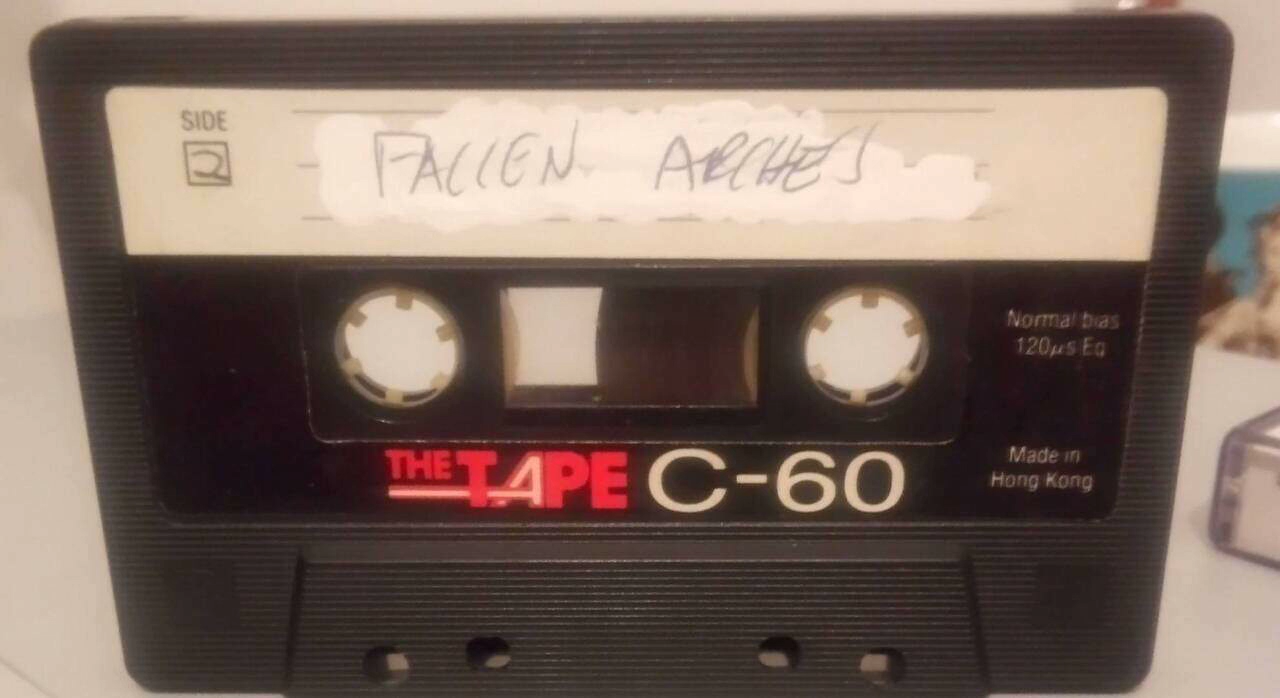 SIDE
2
FALLEN ARCHES
Normal bias
120µs Eq
THE TAPE C-60
Made in
Hong Kong